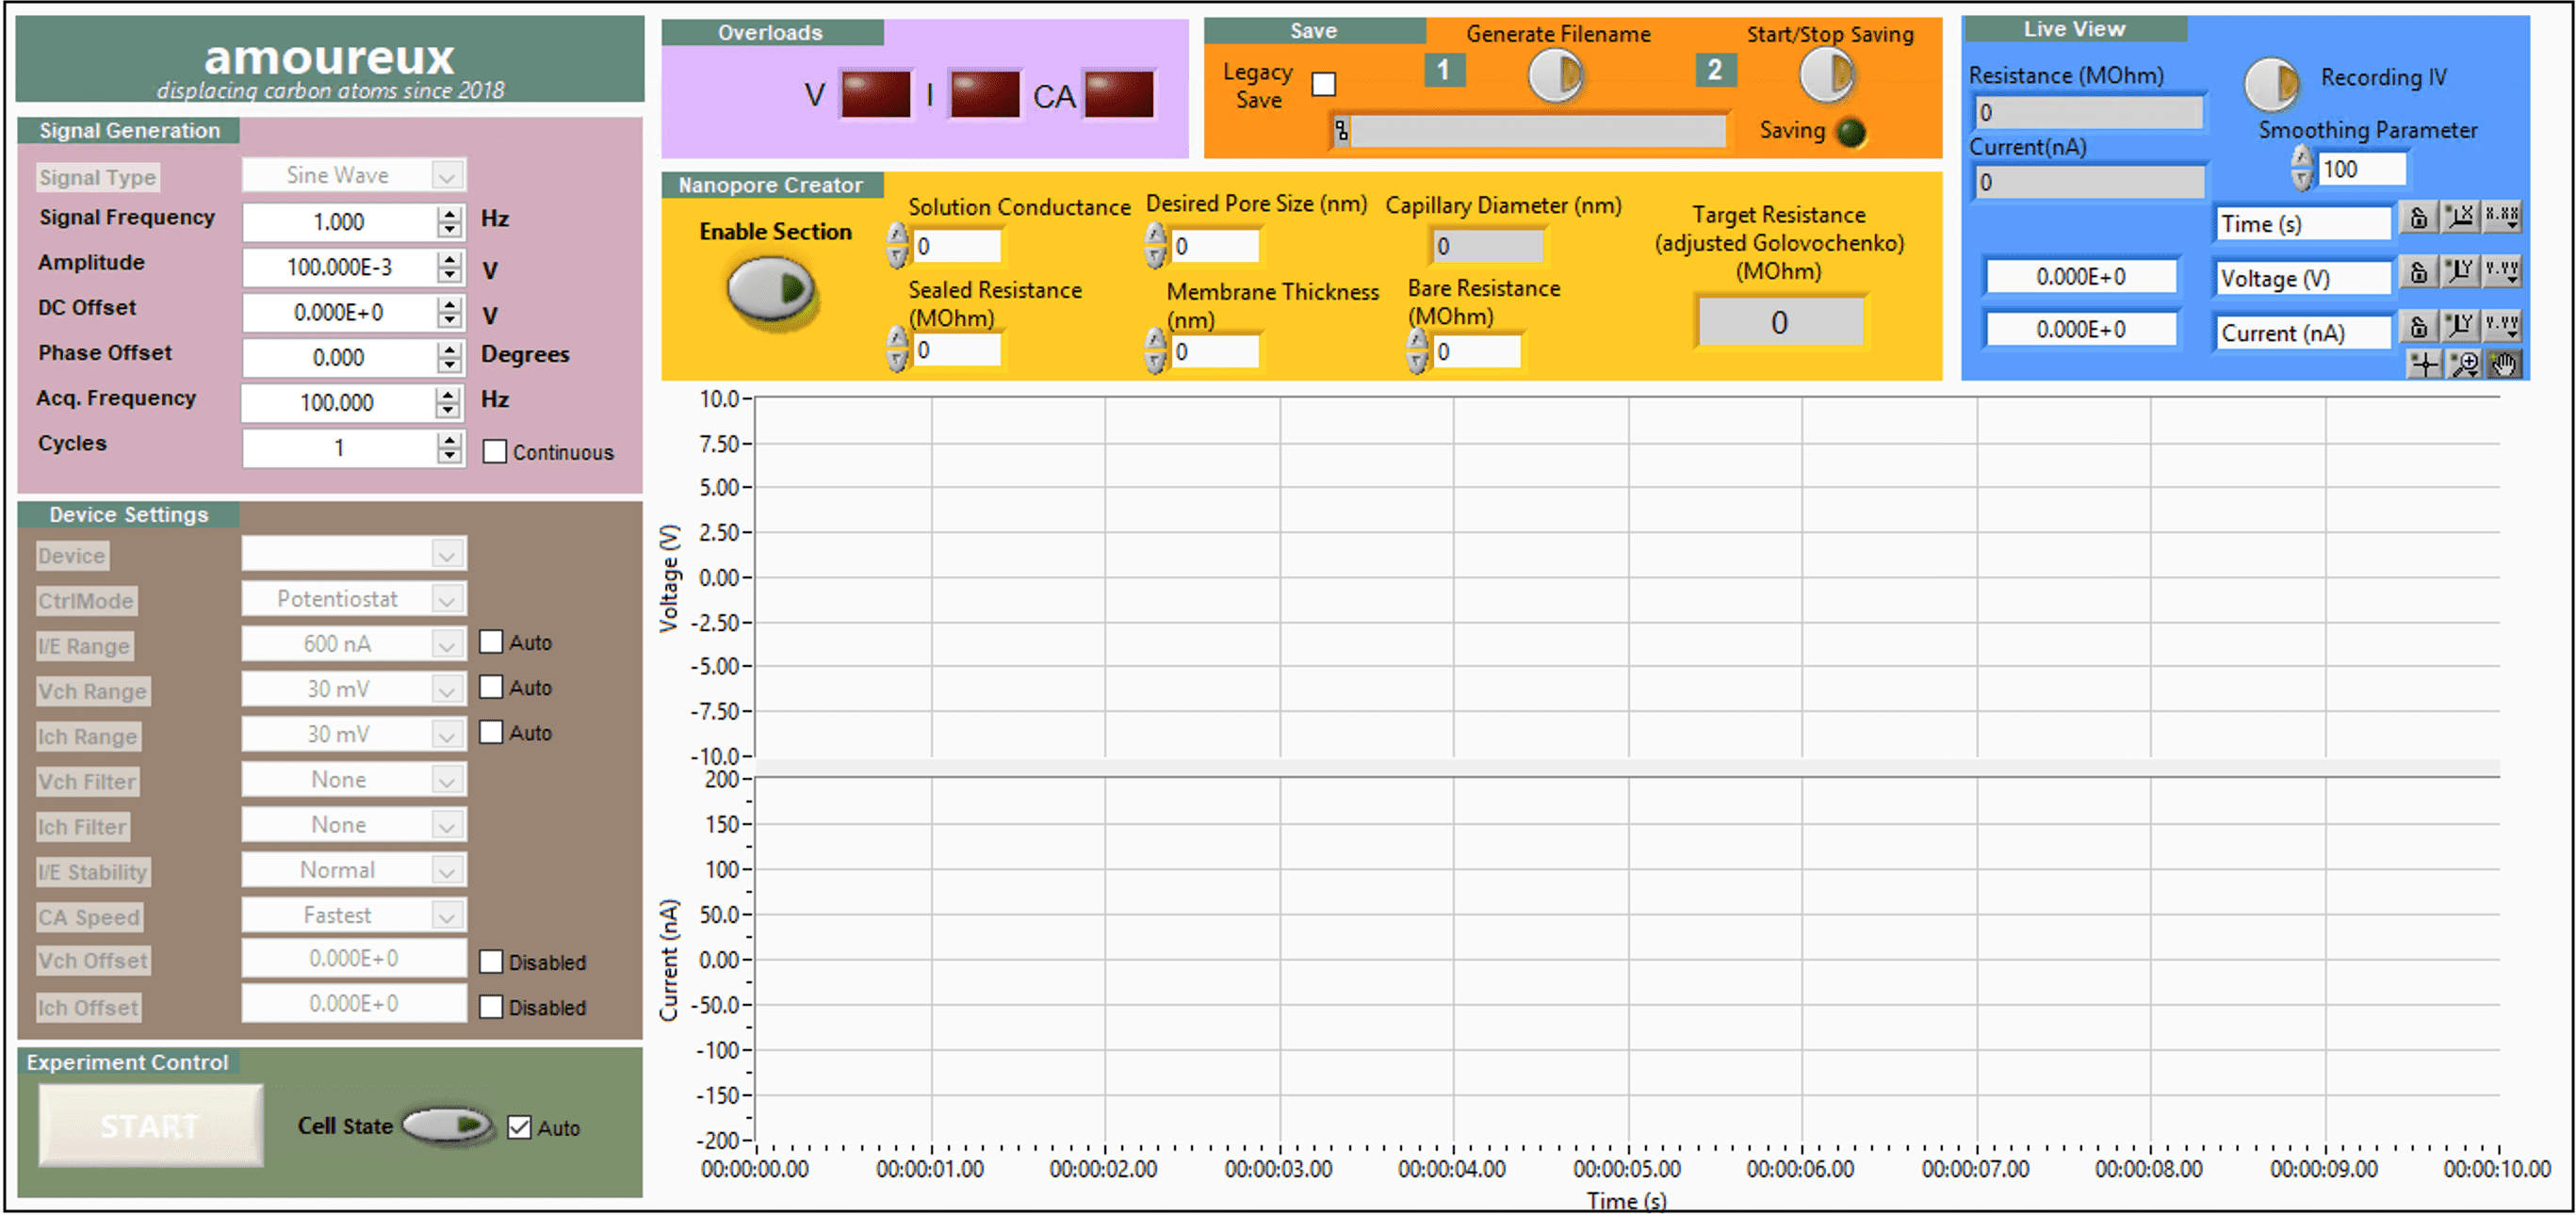 amoureux
displacing carbon atoms since 2018
Signal Generation
Signal Type Sine Wave
Signal Frequency 1.000 Hz
Amplitude 100.000E-3 V
DC Offset 0.000E+0 V
Phase Offset 0.000 Degrees
Acq. Frequency 100.000 Hz
Cycles 1 Continuous
Device Settings
Device
CtrlMode Potentiostat
I/E Range 600 nA Auto
Vch Range 30 mV Auto
Ich Range 30 mV Auto
Vch Filter None
Ich Filter None
I/E Stability Normal
CA Speed Fastest
Vch Offset 0.000E+0 Disabled
Ich Offset 0.000E+0 Disabled
Experiment Control
START Cell State Auto
Overloads
V I CA
Save
Legacy
Save
1 Generate Filename
2 Start/Stop Saving
Saving
Nanopore Creator
Enable Section
Solution Conductance
0
Desired Pore Size (nm)
0
Capillary Diameter (nm)
0
Sealed Resistance
(MOhm)
0
Membrane Thickness
(nm)
0
Bare Resistance
(MOhm)
0
Target Resistance
(adjusted Golovochenko)
(MOhm)
0
Live View
Resistance (MOhm)
0
Current(nA)
0
Recording IV
Smoothing Parameter
100
Time (s) X X.XX
0.000E+0 Voltage (V) Y Y.YY
0.000E+0 Current (nA) Y Y.YY
Voltage (V)
10.0
7.50
5.00
2.50
0.00
-2.50
-5.00
-7.50
-10.0
Current (nA)
200
150
100
50.0
0.00
-50.0
-100
-150
-200
00:00:00.00 00:00:01.00 00:00:02.00 00:00:03.00 00:00:04.00 00:00:05.00 00:00:06.00 00:00:07.00 00:00:08.00 00:00:09.00 00:00:10.00
Time (s)